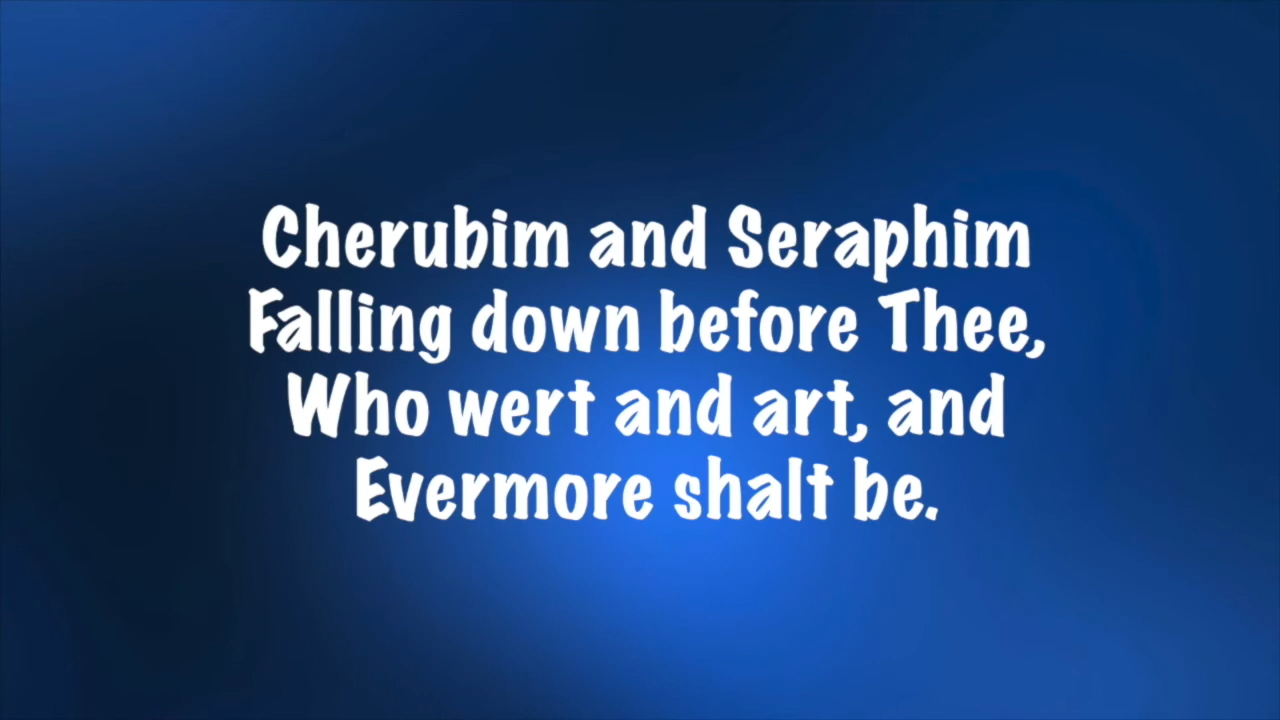 Cherubim and Seraphim
Falling down before Thee,
Who wert and art, and
Evermore shalt be.